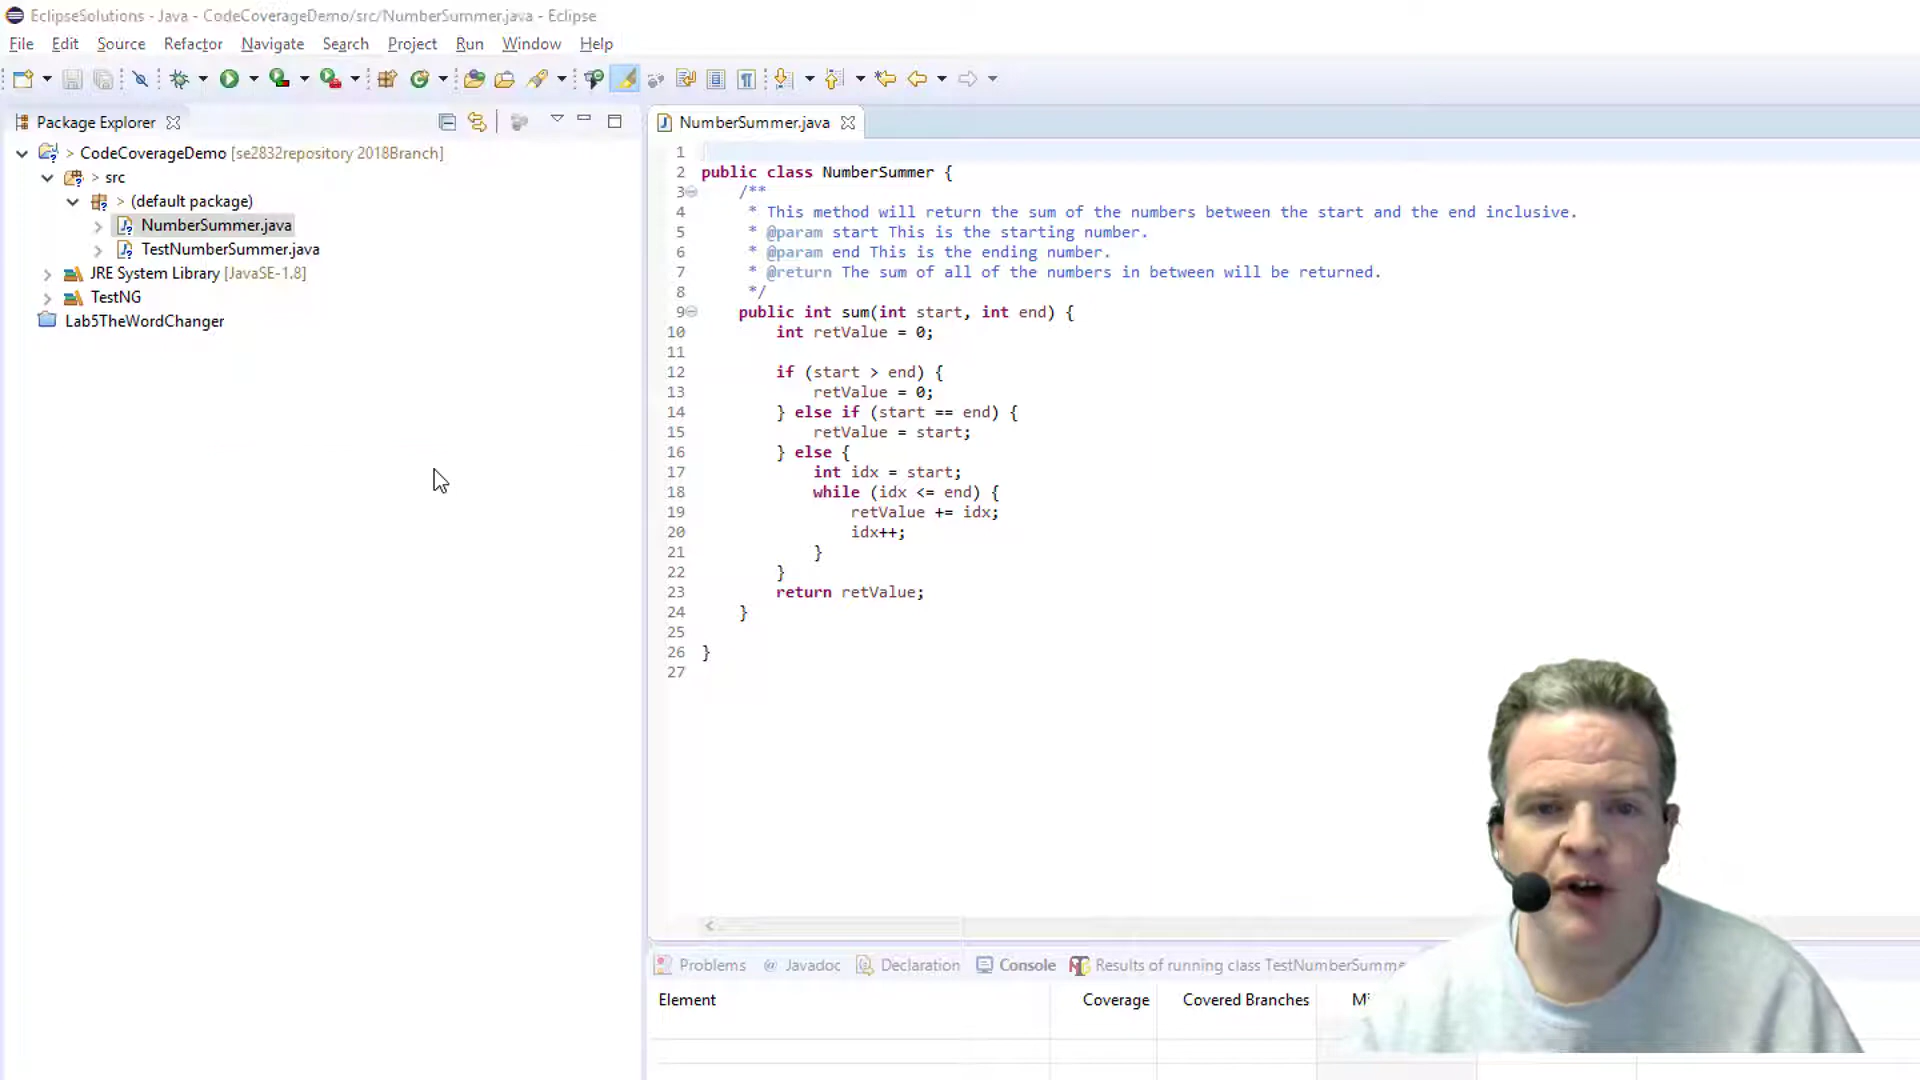 EclipseSolutions - Java - CodeCoverageDemo/src/NumberSummer.java - Eclipse
File Edit Source Refactor Navigate Search Project Run Window Help
Package Explorer
> CodeCoverageDemo [se2832repository 2018Branch]
> src
> (default package)
NumberSummer.java
TestNumberSummer.java
JRE System Library [JavaSE-1.8]
TestNG
Lab5TheWordChanger
NumberSummer.java
1
2 public class NumberSummer {
3 /**
4 * This method will return the sum of the numbers between the start and the end inclusive.
5 * @param start This is the starting number.
6 * @param end This is the ending number.
7 * @return The sum of all of the numbers in between will be returned.
8 */
9 public int sum(int start, int end) {
10 int retValue = 0;
11
12 if (start > end) {
13 retValue = 0;
14 } else if (start == end) {
15 retValue = start;
16 } else {
17 int idx = start;
18 while (idx <= end) {
19 retValue += idx;
20 idx++;
21 }
22 }
23 return retValue;
24 }
25
26 }
27
Problems @ Javadoc Declaration Console Results of running class TestNumberSumme
Element Coverage Covered Branches